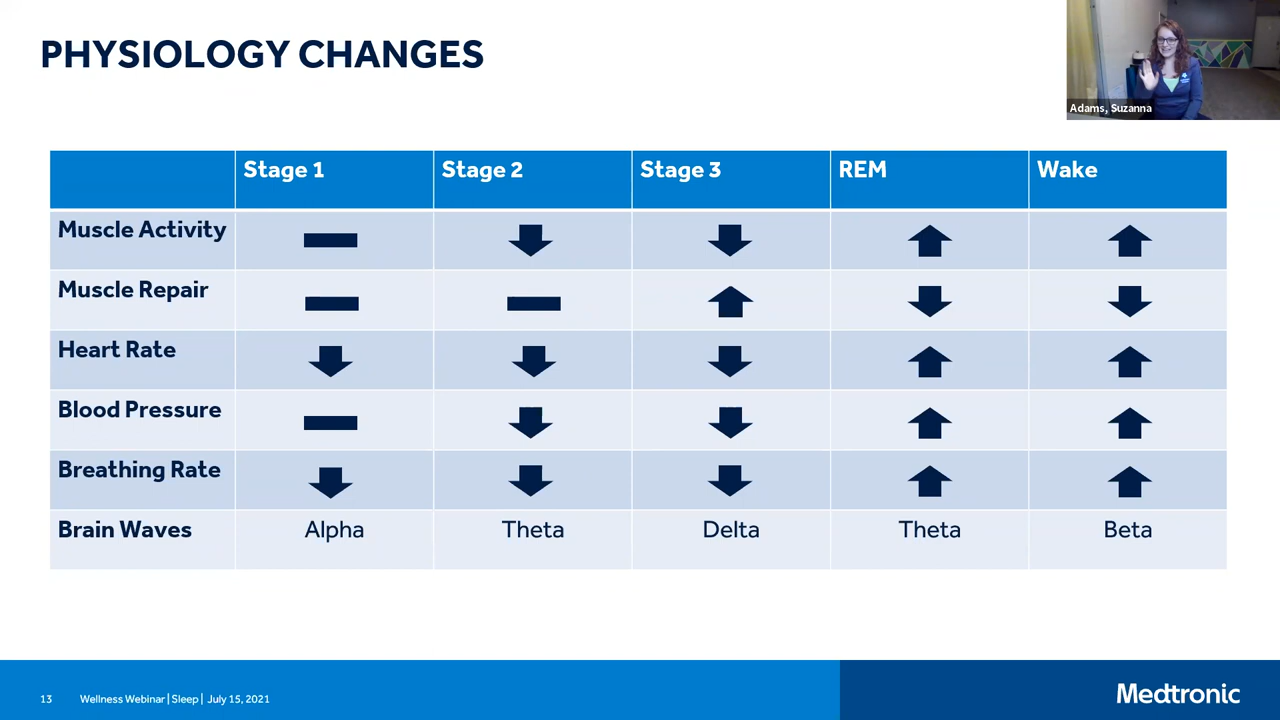 PHYSIOLOGY CHANGES
Adams, Suzanna
Stage 1 Stage 2 Stage 3 REM Wake
Muscle Activity
Muscle Repair
Heart Rate
Blood Pressure
Breathing Rate
Brain Waves Alpha Theta Delta Theta Beta
13 Wellness Webinar | Sleep | July 15, 2021
Medtronic